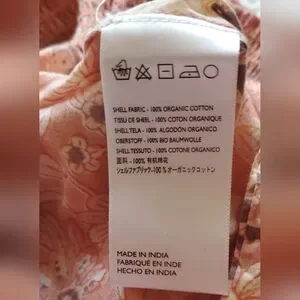 SHELL FABRIC - 100% ORGANIC COTTON
TISSU DE SHEEL - 100% COTON ORGANIQUE
SHELL TELA - 100% ALGODÓN ORGANICO
OBERSTOFF - 100% BIO BAUMWOLLE
SHELL TESSUTO - 100% COTONE ORGANICO
面料 - 100% 有机棉花
シェルファブリック-100%オーガニックコットン
MADE IN INDIA
FABRIQUÉ EN INDE
HECHO EN INDIA